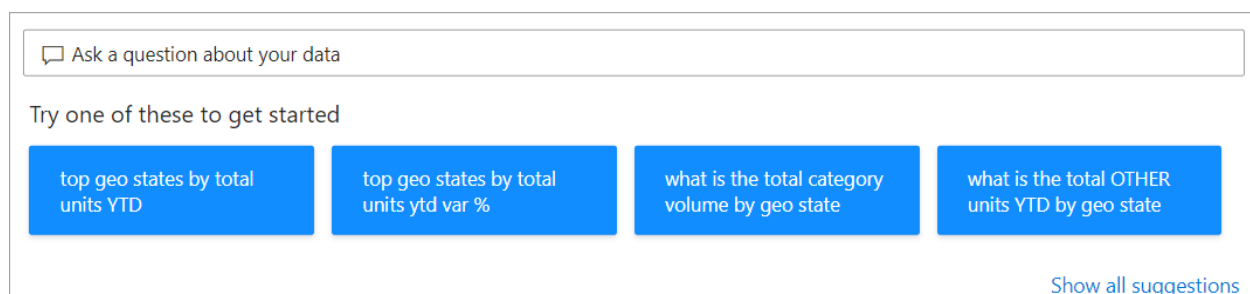 Ask a question about your data
Try one of these to get started
top geo states by total
units YTD
top geo states by total
units ytd var %
what is the total category
volume by geo state
what is the total OTHER
units YTD by geo state
Show all suggestions